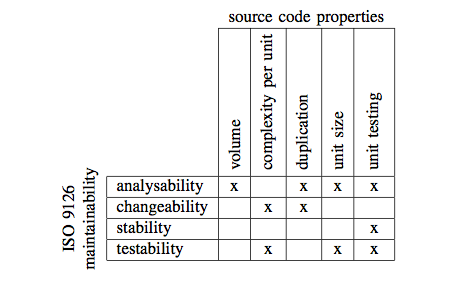 source code properties
volume
complexity per unit
duplication
unit size
unit testing
ISO 9126
maintainability
analysability x x x x
changeability x x
stability x
testability x x x